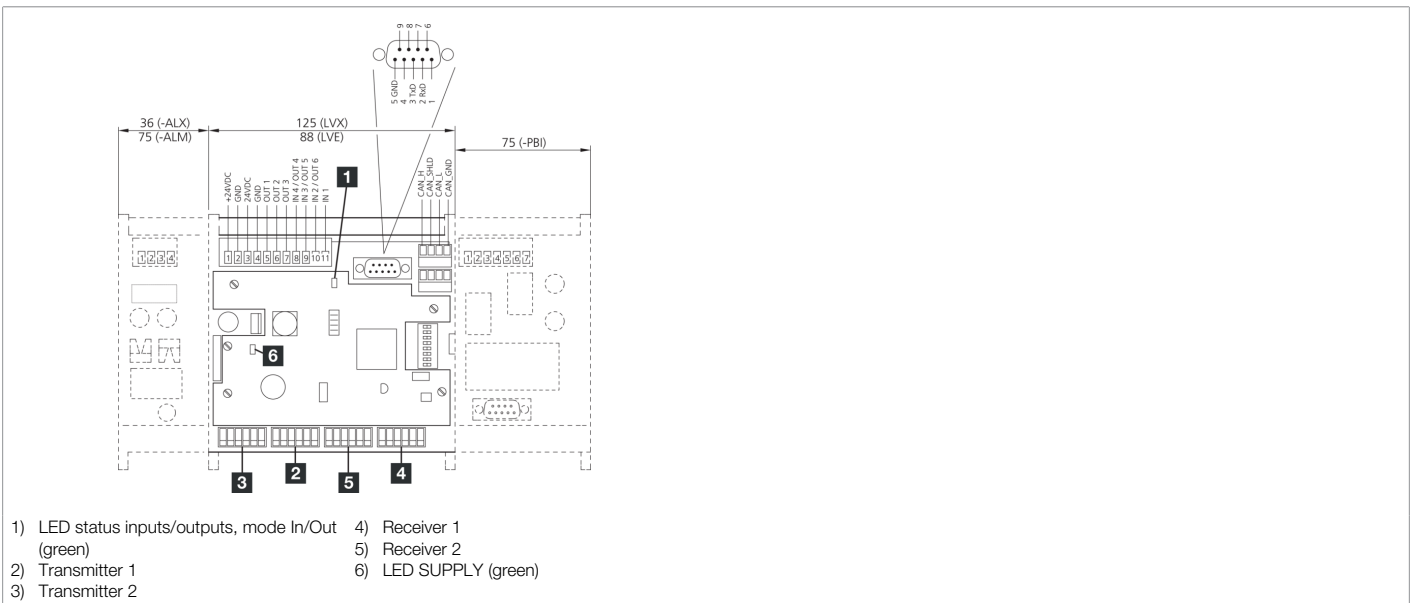 9 8 7 6
5 GND
4
3 TxD
2 RxD
1
36 (-ALX)
75 (-ALM)
125 (LVX)
88 (LVE)
75 (-PBI)
+24VDC
GND
24VDC
GND
OUT 1
OUT 2
OUT 3
IN 4 / OUT 4
IN 3 / OUT 5
IN 2 / OUT 6
IN 1
1
CAN_H
CAN_SHLD
CAN_L
CAN_GND
1 2 3 4
1 2 3 4 5 6 7 8 9 10 11
1 2 3 4 5 6 7
6
3
2
5
4
1) LED status inputs/outputs, mode In/Out
(green)
2) Transmitter 1
3) Transmitter 2
4) Receiver 1
5) Receiver 2
6) LED SUPPLY (green)